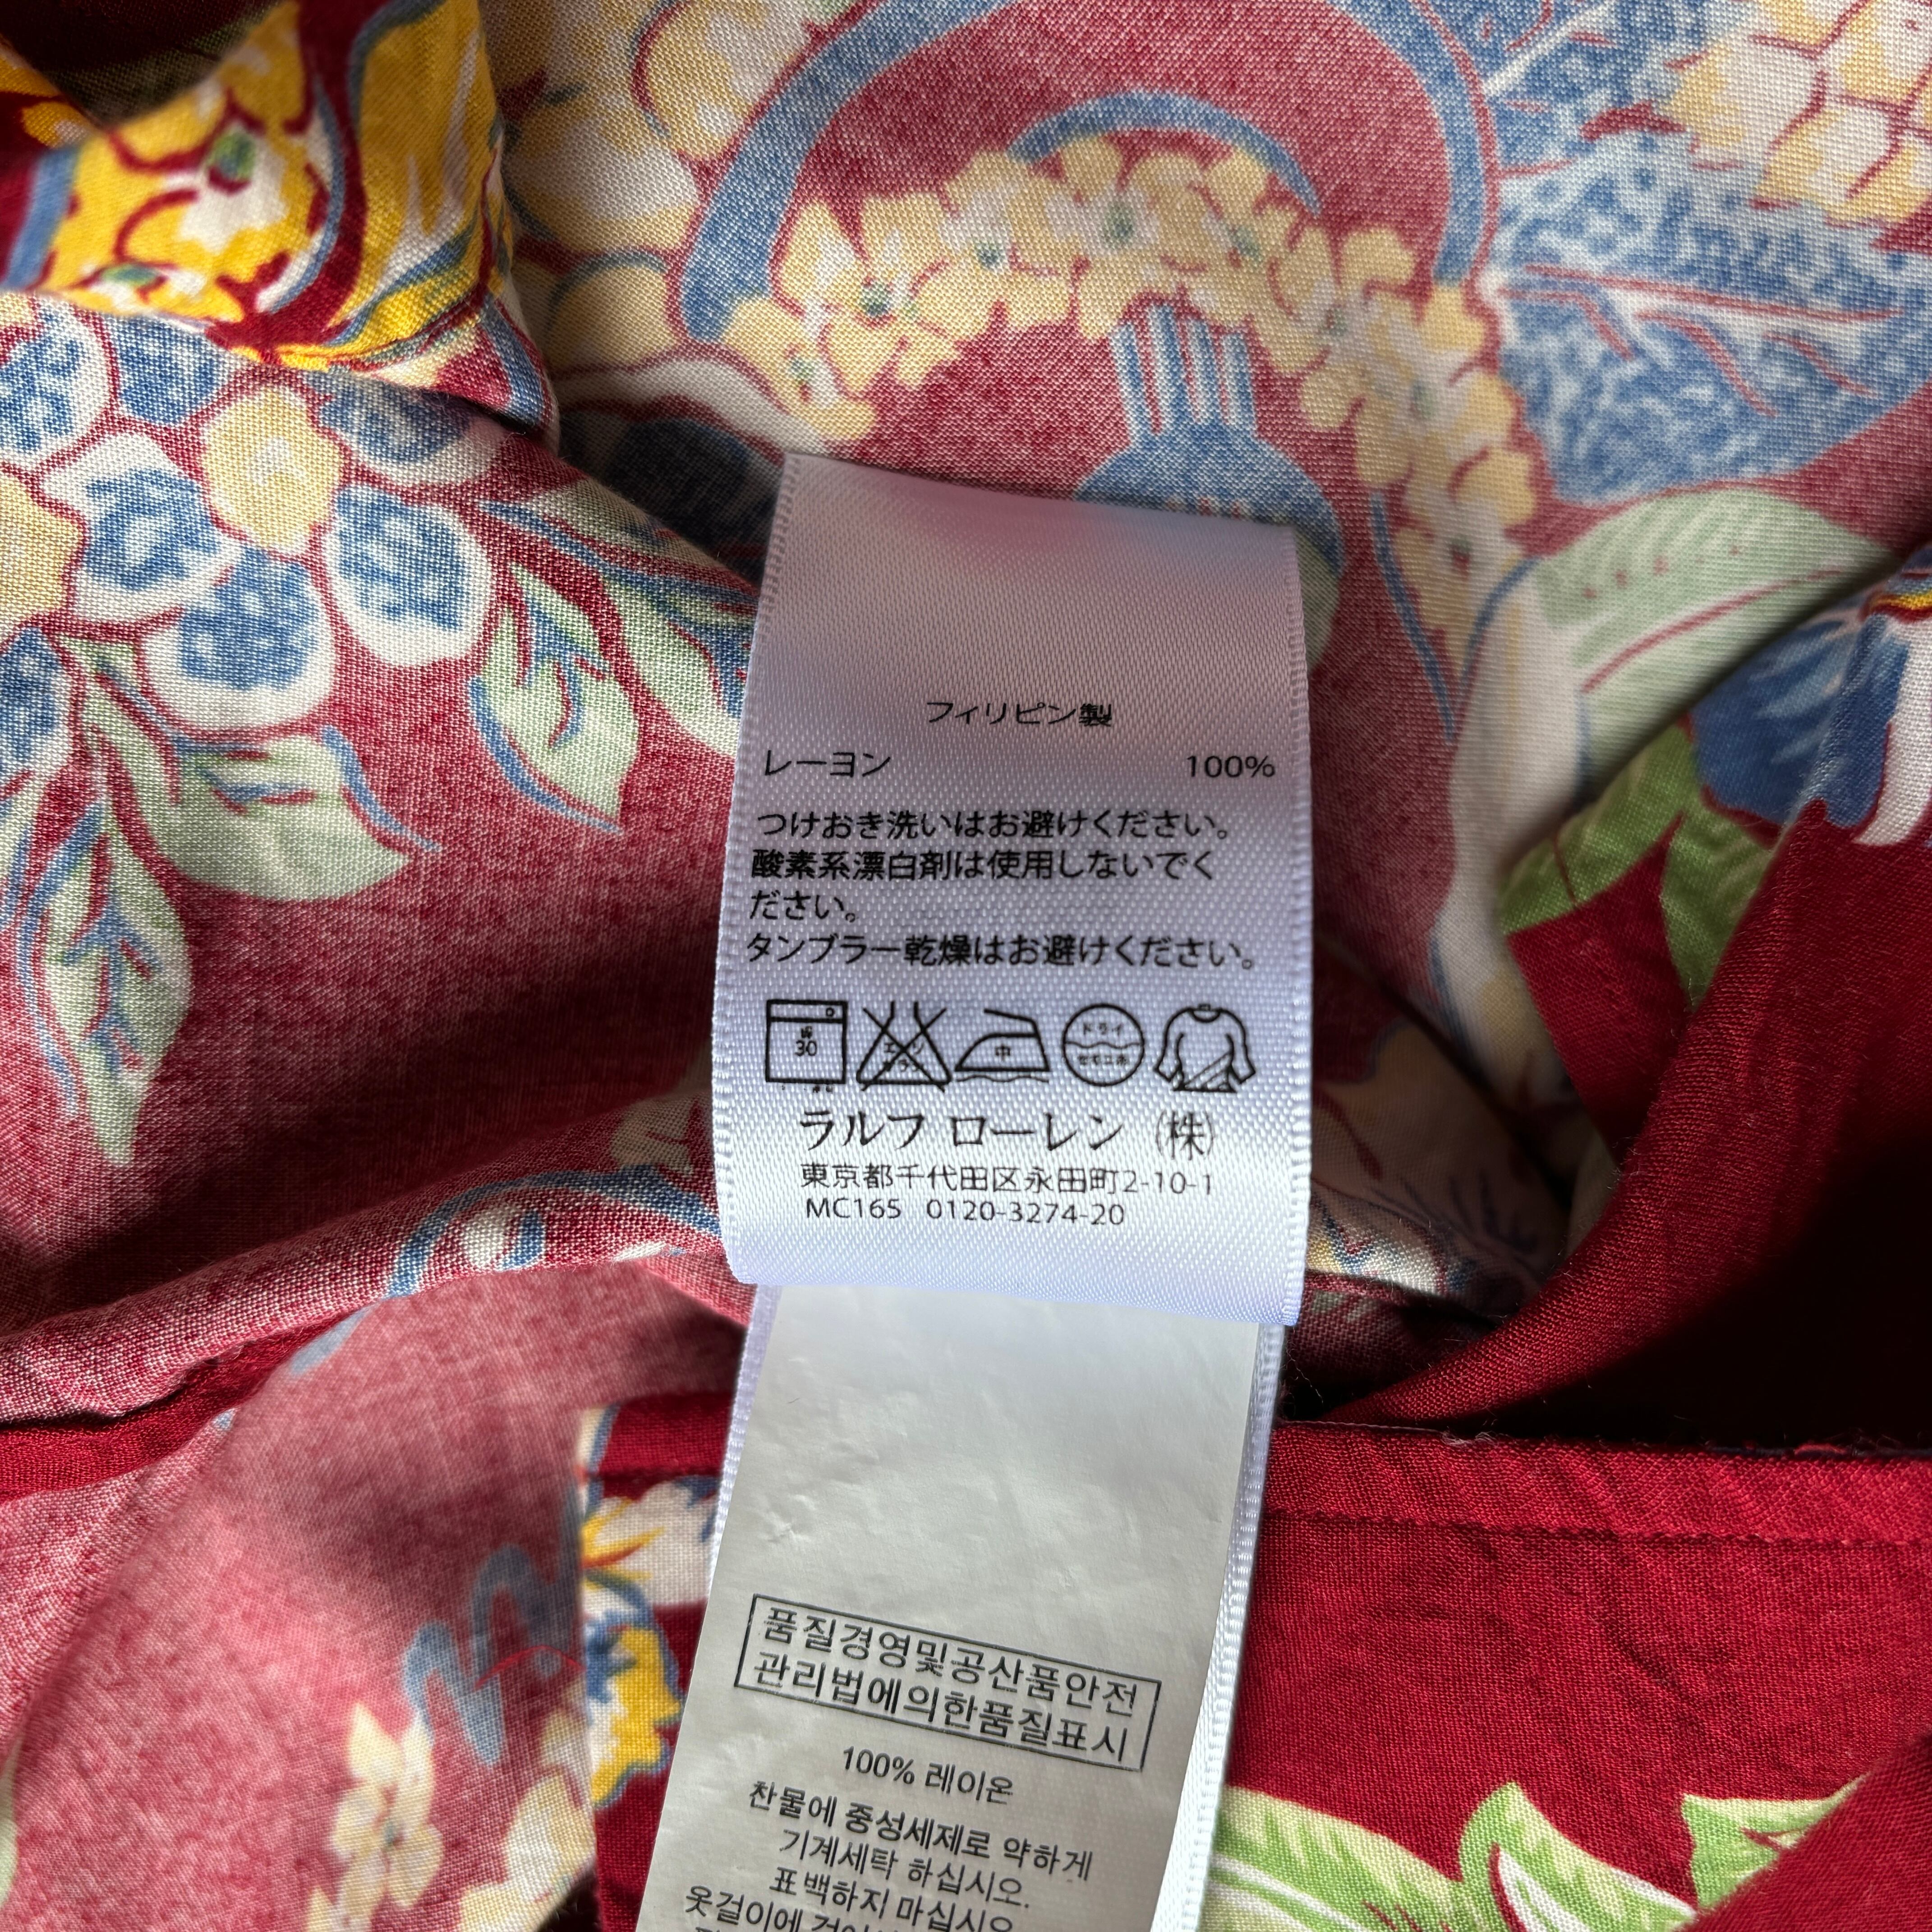 フィリピン製
レーヨン 100%
つけおき洗いはお避けください。
酸素系漂白剤は使用しないでく
ださい。
タンブラー乾燥はお避けください。
30
中
ドライ
ラルフ ローレン (株)
東京都千代田区永田町2-10-1
MC165 0120-3274-20
품질경영및공산품안전
관리법에의한품질표시
100% 레이온
찬물에 중성세제로 약하게
기계세탁 하십시오.
표백하지 마십시오
옷걸이에